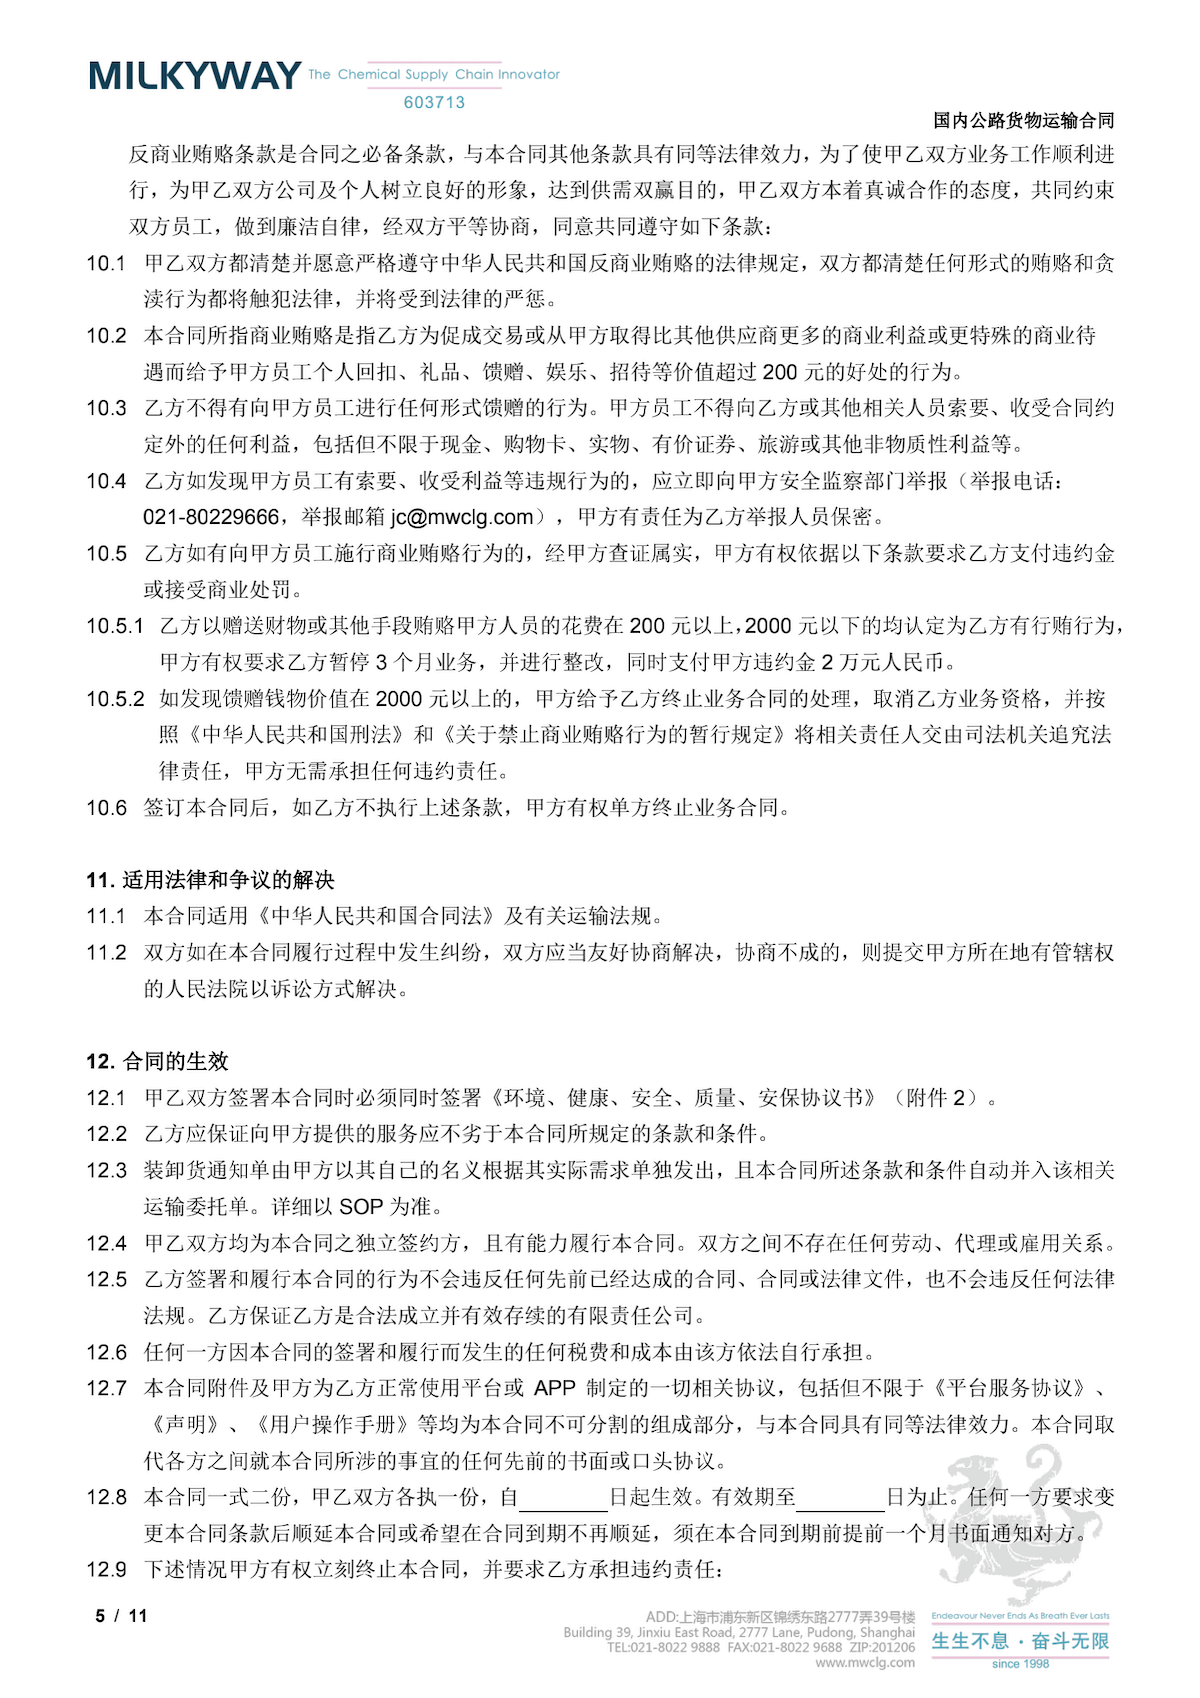 MILKYWAY The Chemical Supply Chain Innovator
603713
国内公路货物运输合同
反商业贿赂条款是合同之必备条款，与本合同其他条款具有同等法律效力，为了使甲乙双方业务工作顺利进
行，为甲乙双方公司及个人树立良好的形象，达到供需双赢目的，甲乙双方本着真诚合作的态度，共同约束
双方员工，做到廉洁自律，经双方平等协商，同意共同遵守如下条款：
10.1 甲乙双方都清楚并愿意严格遵守中华人民共和国反商业贿赂的法律规定，双方都清楚任何形式的贿赂和贪
渎行为都将触犯法律，并将受到法律的严惩。
10.2 本合同所指商业贿赂是指乙方为促成交易或从甲方取得比其他供应商更多的商业利益或更特殊的商业待
遇而给予甲方员工个人回扣、礼品、馈赠、娱乐、招待等价值超过 200 元的好处的行为。
10.3 乙方不得有向甲方员工进行任何形式馈赠的行为。甲方员工不得向乙方或其他相关人员索要、收受合同约
定外的任何利益，包括但不限于现金、购物卡、实物、有价证券、旅游或其他非物质性利益等。
10.4 乙方如发现甲方员工有索要、收受利益等违规行为的，应立即向甲方安全监察部门举报（举报电话：
021-80229666，举报邮箱 jc@mwclg.com），甲方有责任为乙方举报人员保密。
10.5 乙方如有向甲方员工施行商业贿赂行为的，经甲方查证属实，甲方有权依据以下条款要求乙方支付违约金
或接受商业处罚。
10.5.1 乙方以赠送财物或其他手段贿赂甲方人员的花费在 200 元以上，2000 元以下的均认定为乙方有行贿行为，
甲方有权要求乙方暂停 3 个月业务，并进行整改，同时支付甲方违约金 2 万元人民币。
10.5.2 如发现馈赠钱物价值在 2000 元以上的，甲方给予乙方终止业务合同的处理，取消乙方业务资格，并按
照《中华人民共和国刑法》和《关于禁止商业贿赂行为的暂行规定》将相关责任人交由司法机关追究法
律责任，甲方无需承担任何违约责任。
10.6 签订本合同后，如乙方不执行上述条款，甲方有权单方终止业务合同。
11. 适用法律和争议的解决
11.1 本合同适用《中华人民共和国合同法》及有关运输法规。
11.2 双方如在本合同履行过程中发生纠纷，双方应当友好协商解决，协商不成的，则提交甲方所在地有管辖权
的人民法院以诉讼方式解决。
12. 合同的生效
12.1 甲乙双方签署本合同时必须同时签署《环境、健康、安全、质量、安保协议书》（附件 2）。
12.2 乙方应保证向甲方提供的服务应不劣于本合同所规定的条款和条件。
12.3 装卸货通知单由甲方以其自己的名义根据其实际需求单独发出，且本合同所述条款和条件自动并入该相关
运输委托单。详细以 SOP 为准。
12.4 甲乙双方均为本合同之独立签约方，且有能力履行本合同。双方之间不存在任何劳动、代理或雇用关系。
12.5 乙方签署和履行本合同的行为不会违反任何先前已经达成的合同、合同或法律文件，也不会违反任何法律
法规。乙方保证乙方是合法成立并有效存续的有限责任公司。
12.6 任何一方因本合同的签署和履行而发生的任何税费和成本由该方依法自行承担。
12.7 本合同附件及甲方为乙方正常使用平台或 APP 制定的一切相关协议，包括但不限于《平台服务协议》、
《声明》、《用户操作手册》等均为本合同不可分割的组成部分，与本合同具有同等法律效力。本合同取
代各方之间就本合同所涉的事宜的任何先前的书面或口头协议。
12.8 本合同一式二份，甲乙双方各执一份，自________日起生效。有效期至________日为止。任何一方要求变
更本合同条款后顺延本合同或希望在合同到期不再顺延，须在本合同到期前提前一个月书面通知对方。
12.9 下述情况甲方有权立刻终止本合同，并要求乙方承担违约责任：
5 / 11
ADD:上海市浦东新区锦绣东路2777弄39号楼
Building 39, Jinxiu East Road, 2777 Lane, Pudong, Shanghai
TEL:021-8022 9888 FAX:021-8022 9688 ZIP:201206
www.mwclg.com
Endeavour Never Ends As Breath Ever Lasts
生生不息·奋斗无限
since 1998